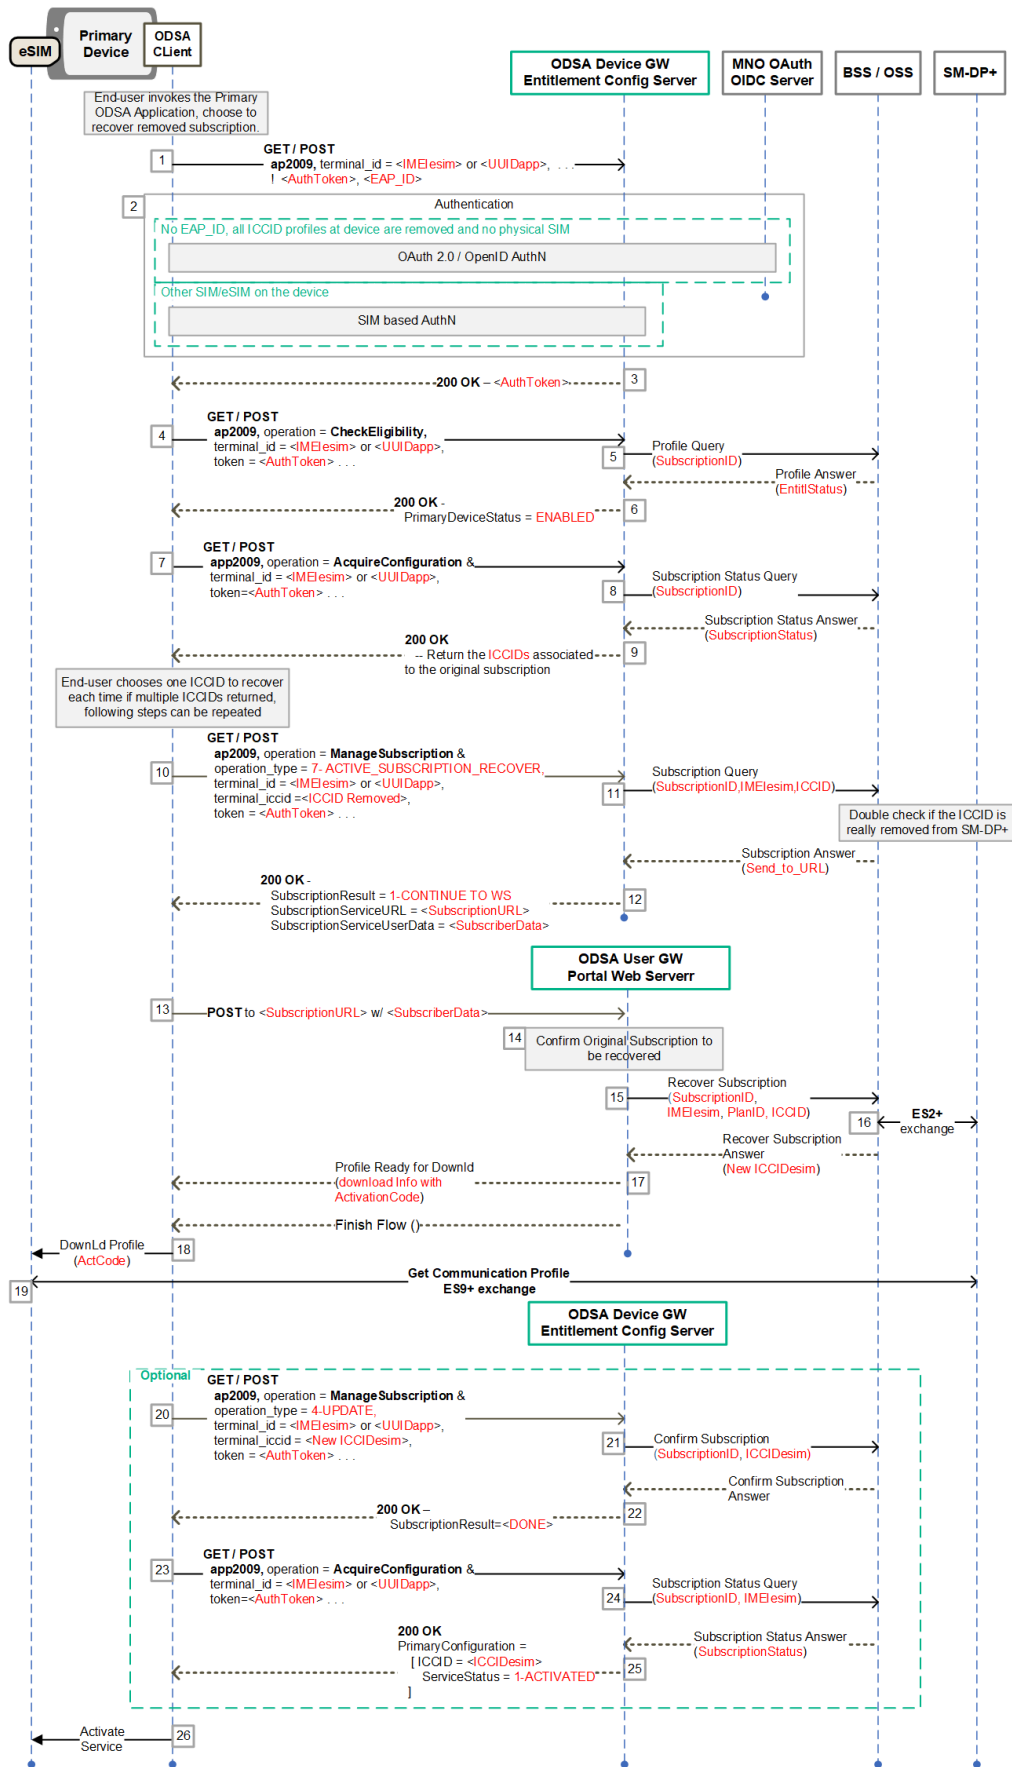 eSIM
Primary
Device
ODSA
CLient
ODSA Device GW
Entitlement Config Server
MNO OAuth
OIDC Server
BSS / OSS
SM-DP+
End-user invokes the Primary
ODSA Application, choose to
recover removed subscription.
1
GET / POST
ap2009, terminal_id = <IMEIesim> or <UUIDapp>, . . .
! <AuthToken>, <EAP_ID>
2
Authentication
No EAP_ID, all ICCID profiles at device are removed and no physical SIM
OAuth 2.0 / OpenID AuthN
Other SIM/eSIM on the device
SIM based AuthN
200 OK – <AuthToken>
3
GET / POST
4
ap2009, operation = CheckEligibility,
terminal_id = <IMEIesim> or <UUIDapp>,
token = <AuthToken> . . .
5
Profile Query
(SubscriptionID)
Profile Answer
(EntitlStatus)
200 OK -
PrimaryDeviceStatus = ENABLED
6
GET / POST
7
app2009, operation = AcquireConfiguration &
terminal_id = <IMEIesim> or <UUIDapp>,
token=<AuthToken> . . .
8
Subscription Status Query
(SubscriptionID)
Subscription Status Answer
(SubscriptionStatus)
200 OK
-- Return the ICCIDs associated
to the original subscription
9
End-user chooses one ICCID to recover
each time if multiple ICCIDs returned,
following steps can be repeated
GET / POST
ap2009, operation = ManageSubscription &
10
operation_type = 7- ACTIVE_SUBSCRIPTION_RECOVER,
terminal_id = <IMEIesim> or <UUIDapp>,
terminal_iccid =<ICCID Removed>,
token = <AuthToken> . . .
11
Subscription Query
(SubscriptionID,IMEIesim,ICCID)
Double check if the ICCID is
really removed from SM-DP+
Subscription Answer
(Send_to_URL)
200 OK -
SubscriptionResult = 1-CONTINUE TO WS
SubscriptionServiceURL = <SubscriptionURL>
SubscriptionServiceUserData = <SubscriberData>
12
ODSA User GW
Portal Web Serverr
13
POST to <SubscriptionURL> w/ <SubscriberData>
14
Confirm Original Subscription to
be recovered
15
Recover Subscription
(SubscriptionID,
IMEIesim, PlanID, ICCID)
16
ES2+
exchange
Recover Subscription
Answer
(New ICCIDesim)
Profile Ready for Downld
(download Info with
ActivationCode)
17
Finish Flow ()
18
DownLd Profile
(ActCode)
19
Get Communication Profile
ES9+ exchange
ODSA Device GW
Entitlement Config Server
Optional
GET / POST
ap2009, operation = ManageSubscription &
20
operation_type = 4-UPDATE,
terminal_id = <IMEIesim> or <UUIDapp>,
terminal_iccid = <New ICCIDesim>,
token = <AuthToken> . . .
21
Confirm Subscription
(SubscriptionID, ICCIDesim)
Confirm Subscription
Answer
200 OK –
SubscriptionResult=<DONE>
22
GET / POST
23
app2009, operation = AcquireConfiguration &
terminal_id = <IMEIesim> or <UUIDapp>,
token=<AuthToken> . . .
24
Subscription Status Query
(SubscriptionID, IMEIesim)
Subscription Status Answer
(SubscriptionStatus)
200 OK
PrimaryConfiguration =
[ ICCID = <ICCIDesim>
ServiceStatus = 1-ACTIVATED
]
25
26
Activate
Service